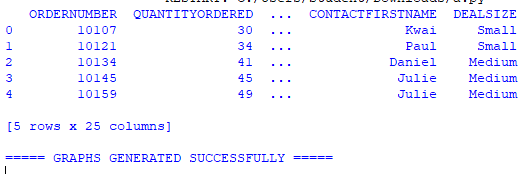 ORDERNUMBER QUANTITYORDERED ... CONTACTFIRSTNAME DEALSIZE
0 10107 30 ... Kwai Small
1 10121 34 ... Paul Small
2 10134 41 ... Daniel Medium
3 10145 45 ... Julie Medium
4 10159 49 ... Julie Medium
[5 rows x 25 columns]
===== GRAPHS GENERATED SUCCESSFULLY =====